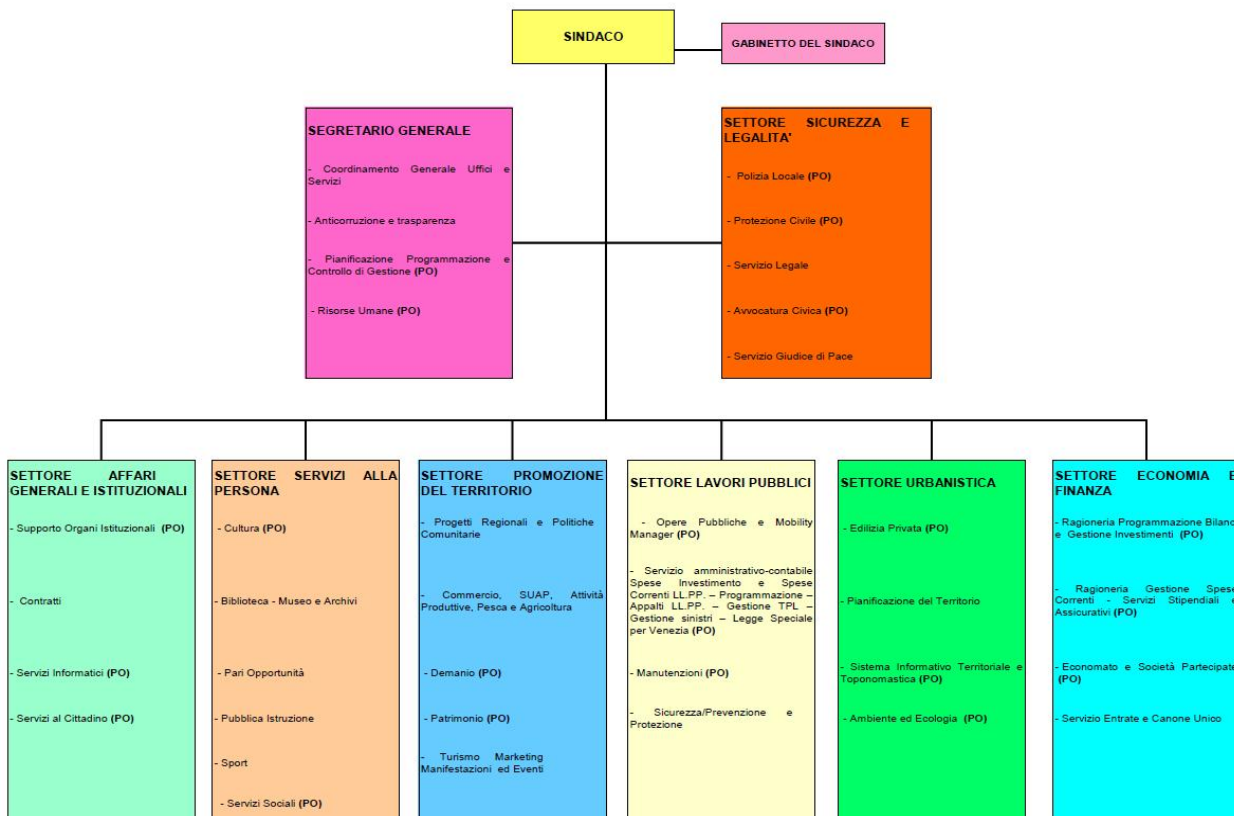 SINDACO
GABINETTO DEL SINDACO
SEGRETARIO GENERALE
- Coordinamento Generale Uffici e
Servizi
- Anticorruzione e trasparenza
- Pianificazione Programmazione e
Controllo di Gestione (PO)
- Risorse Umane (PO)
SETTORE SICUREZZA E
LEGALITA'
- Polizia Locale (PO)
- Protezione Civile (PO)
- Servizio Legale
- Avvocatura Civica (PO)
- Servizio Giudice di Pace
SETTORE AFFARI
GENERALI E ISTITUZIONALI
- Supporto Organi Istituzionali (PO)
- Contratti
- Servizi Informatici (PO)
- Servizi al Cittadino (PO)
SETTORE SERVIZI ALLA
PERSONA
- Cultura (PO)
- Biblioteca - Museo e Archivi
- Pari Opportunità
- Pubblica Istruzione
- Sport
- Servizi Sociali (PO)
SETTORE PROMOZIONE
DEL TERRITORIO
- Progetti Regionali e Politiche
Comunitarie
- Commercio, SUAP, Attività
Produttive, Pesca e Agricoltura
- Demanio (PO)
- Patrimonio (PO)
- Turismo Marketing
Manifestazioni ed Eventi
SETTORE LAVORI PUBBLICI
- Opere Pubbliche e Mobility
Manager (PO)
- Servizio amministrativo-contabile
Spese Investimento e Spese
Correnti LL.PP. – Programmazione –
Appalti LL.PP. – Gestione TPL –
Gestione sinistri – Legge Speciale
per Venezia (PO)
- Manutenzioni (PO)
- Sicurezza/Prevenzione e
Protezione
SETTORE URBANISTICA
- Edilizia Privata (PO)
- Pianificazione del Territorio
- Sistema Informativo Territoriale e
Toponomastica (PO)
- Ambiente ed Ecologia (PO)
SETTORE ECONOMIA E
FINANZA
- Ragioneria Programmazione Bilanc
e Gestione Investimenti (PO)
- Ragioneria Gestione Spese
Correnti - Servizi Stipendiali e
Assicurativi (PO)
- Economato e Società Partecipate
(PO)
- Servizio Entrate e Canone Unico